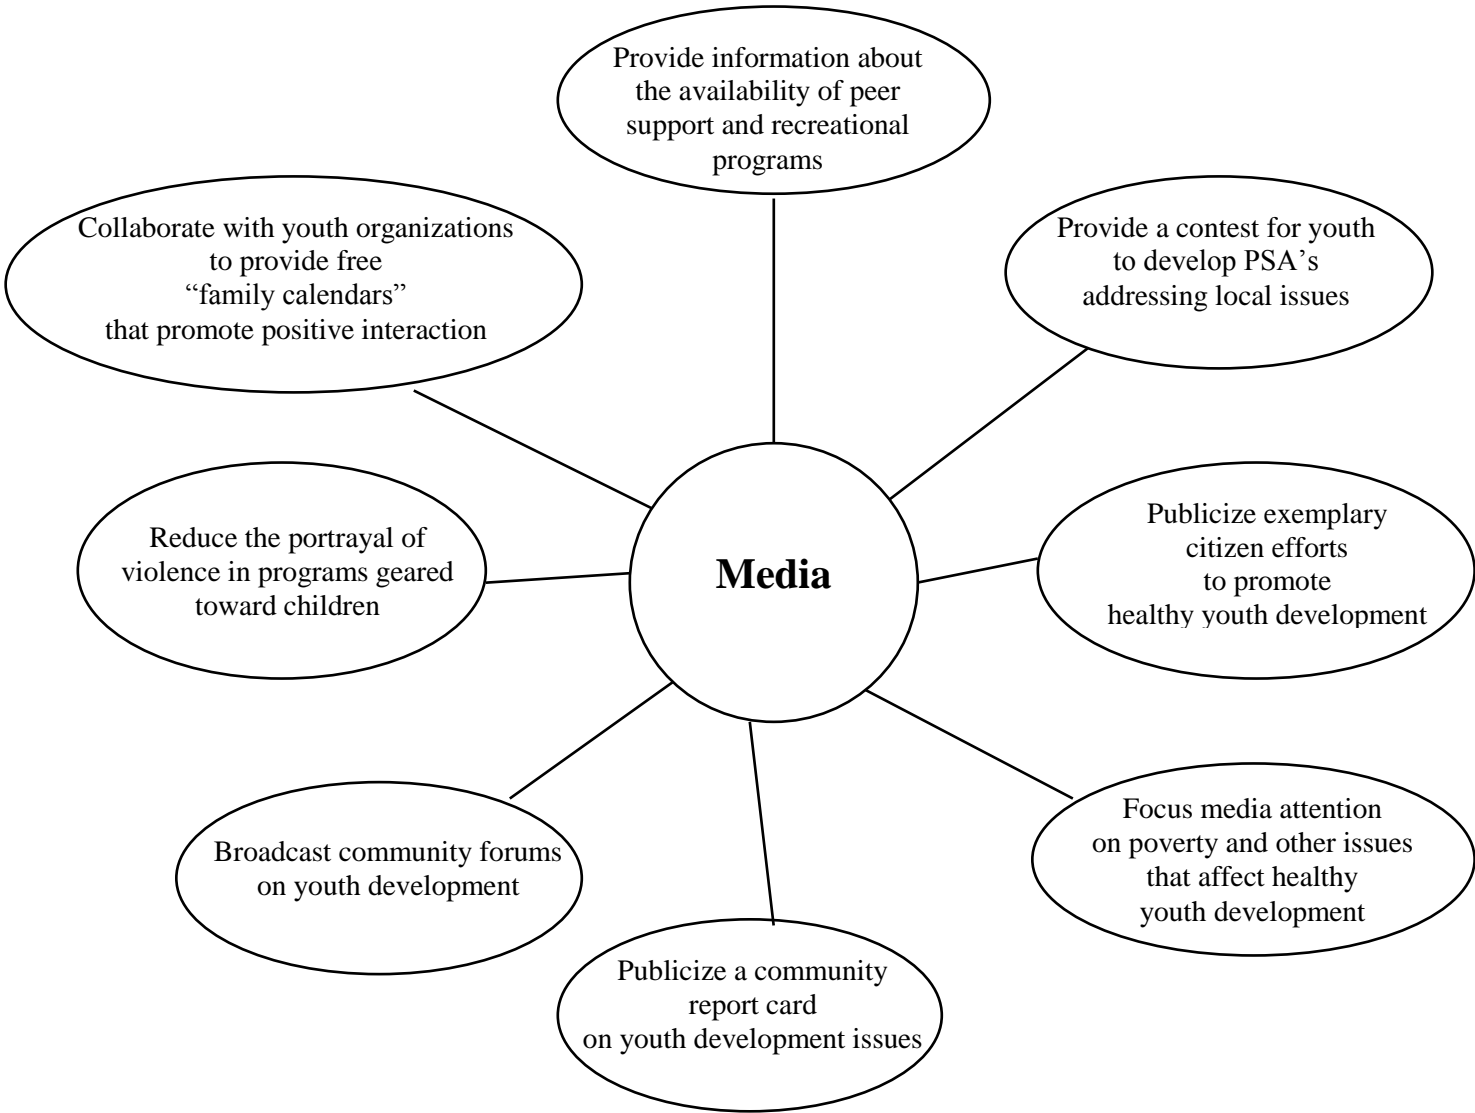 Provide information about
the availability of peer
support and recreational
programs
Collaborate with youth organizations
to provide free
“family calendars”
that promote positive interaction
Provide a contest for youth
to develop PSA’s
addressing local issues
Reduce the portrayal of
violence in programs geared
toward children
Media
Publicize exemplary
citizen efforts
to promote
healthy youth development
Broadcast community forums
on youth development
Focus media attention
on poverty and other issues
that affect healthy
youth development
Publicize a community
report card
on youth development issues